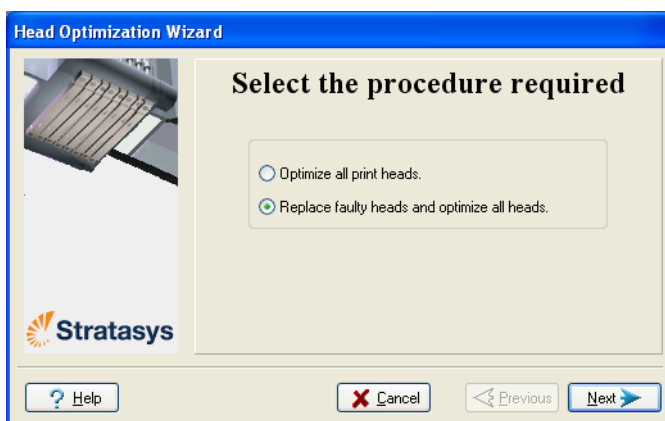 Head Optimization Wizard
Select the procedure required
Optimize all print heads.
Replace faulty heads and optimize all heads.
Stratasys
? Help
Cancel
Previous
Next